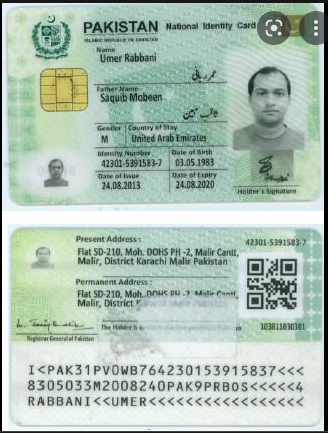 PAKISTAN National Identity Card
ISLAMIC REPUBLIC OF PAKISTAN
Name
Umer Rabbani
عمر ربانی
Father Name
Saquib Mobeen
ثاقب مبین
Gender Country of Stay
M United Arab Emirates
Identity Number Date of Birth
42301-5391583-7 03.05.1983
Date of Issue Date of Expiry
24.08.2013 24.08.2020
Holder's Signature
Present Address :
42301-5391583-7
Flat SD-210, Moh. DOHS PH -2, Malir Cantt,
Malir, District Karachi Malir Pakistan
Permanent Address :
Flat SD-210, Moh. DOHS PH -2, Malir Cantt,
Malir, District
The Holder is
103811030381
Registrar General of Pakistan
I<PAK31PVOWB764230153915837<<<
8305033M2008240PAK9PRBOS<<<<<4
RABBANI<<UMER<<<<<<<<<<<<<<<<<